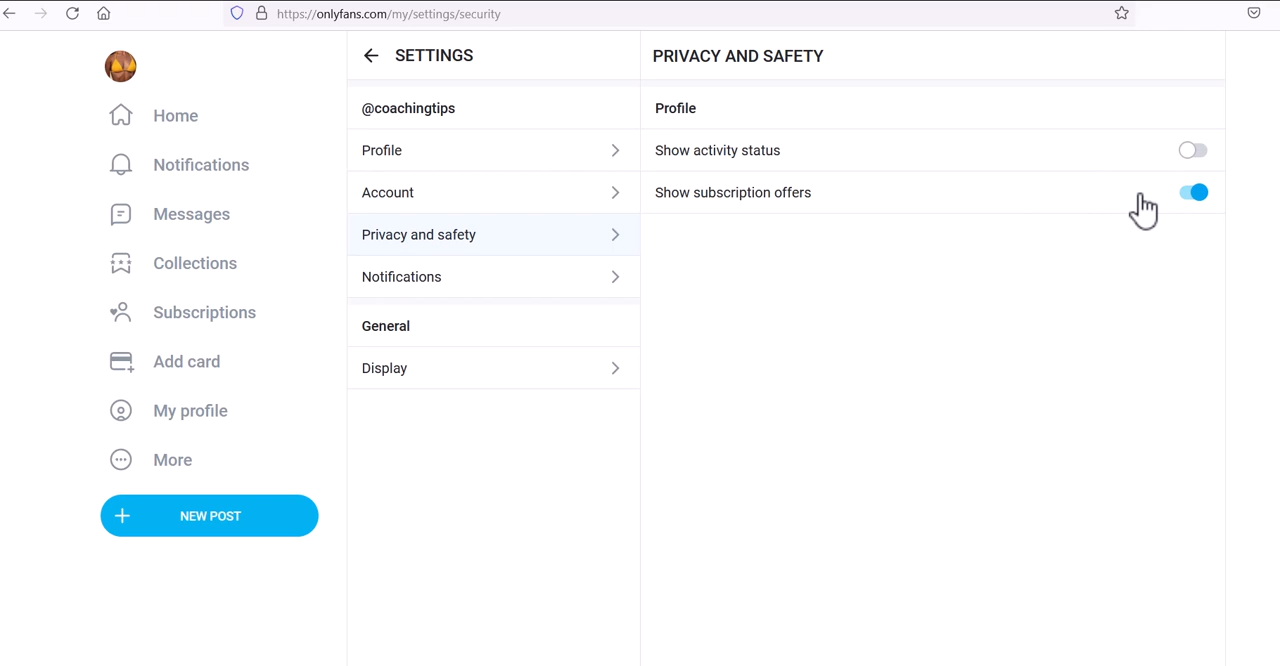 https://onlyfans.com/my/settings/security
Home
Notifications
Messages
Collections
Subscriptions
Add card
My profile
More
NEW POST
SETTINGS
@coachingtips
Profile
Account
Privacy and safety
Notifications
General
Display
PRIVACY AND SAFETY
Profile
Show activity status
Show subscription offers